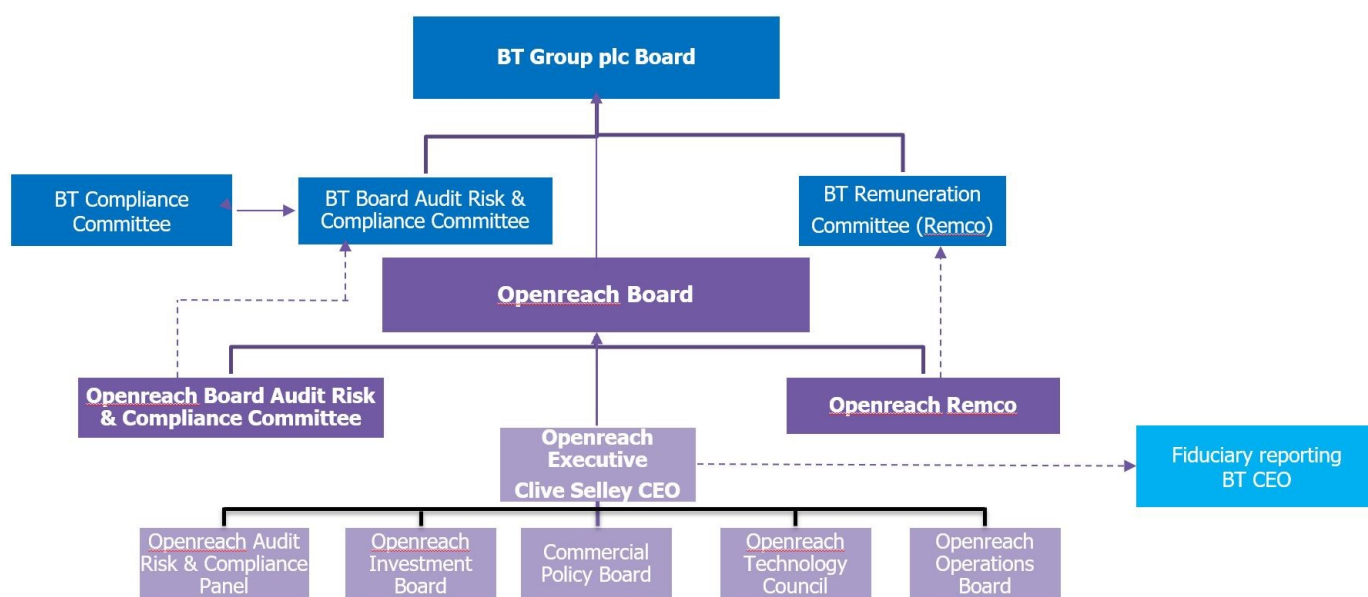 BT Group plc Board
BT Compliance
Committee
BT Board Audit Risk &
Compliance Committee
BT Remuneration
Committee (Remco)
Openreach Board
Openreach Board Audit Risk
& Compliance Committee
Openreach Remco
Openreach
Executive
Clive Selley CEO
Fiduciary reporting
BT CEO
Openreach Audit
Risk & Compliance
Panel
Openreach
Investment
Board
Commercial
Policy Board
Openreach
Technology
Council
Openreach
Operations
Board